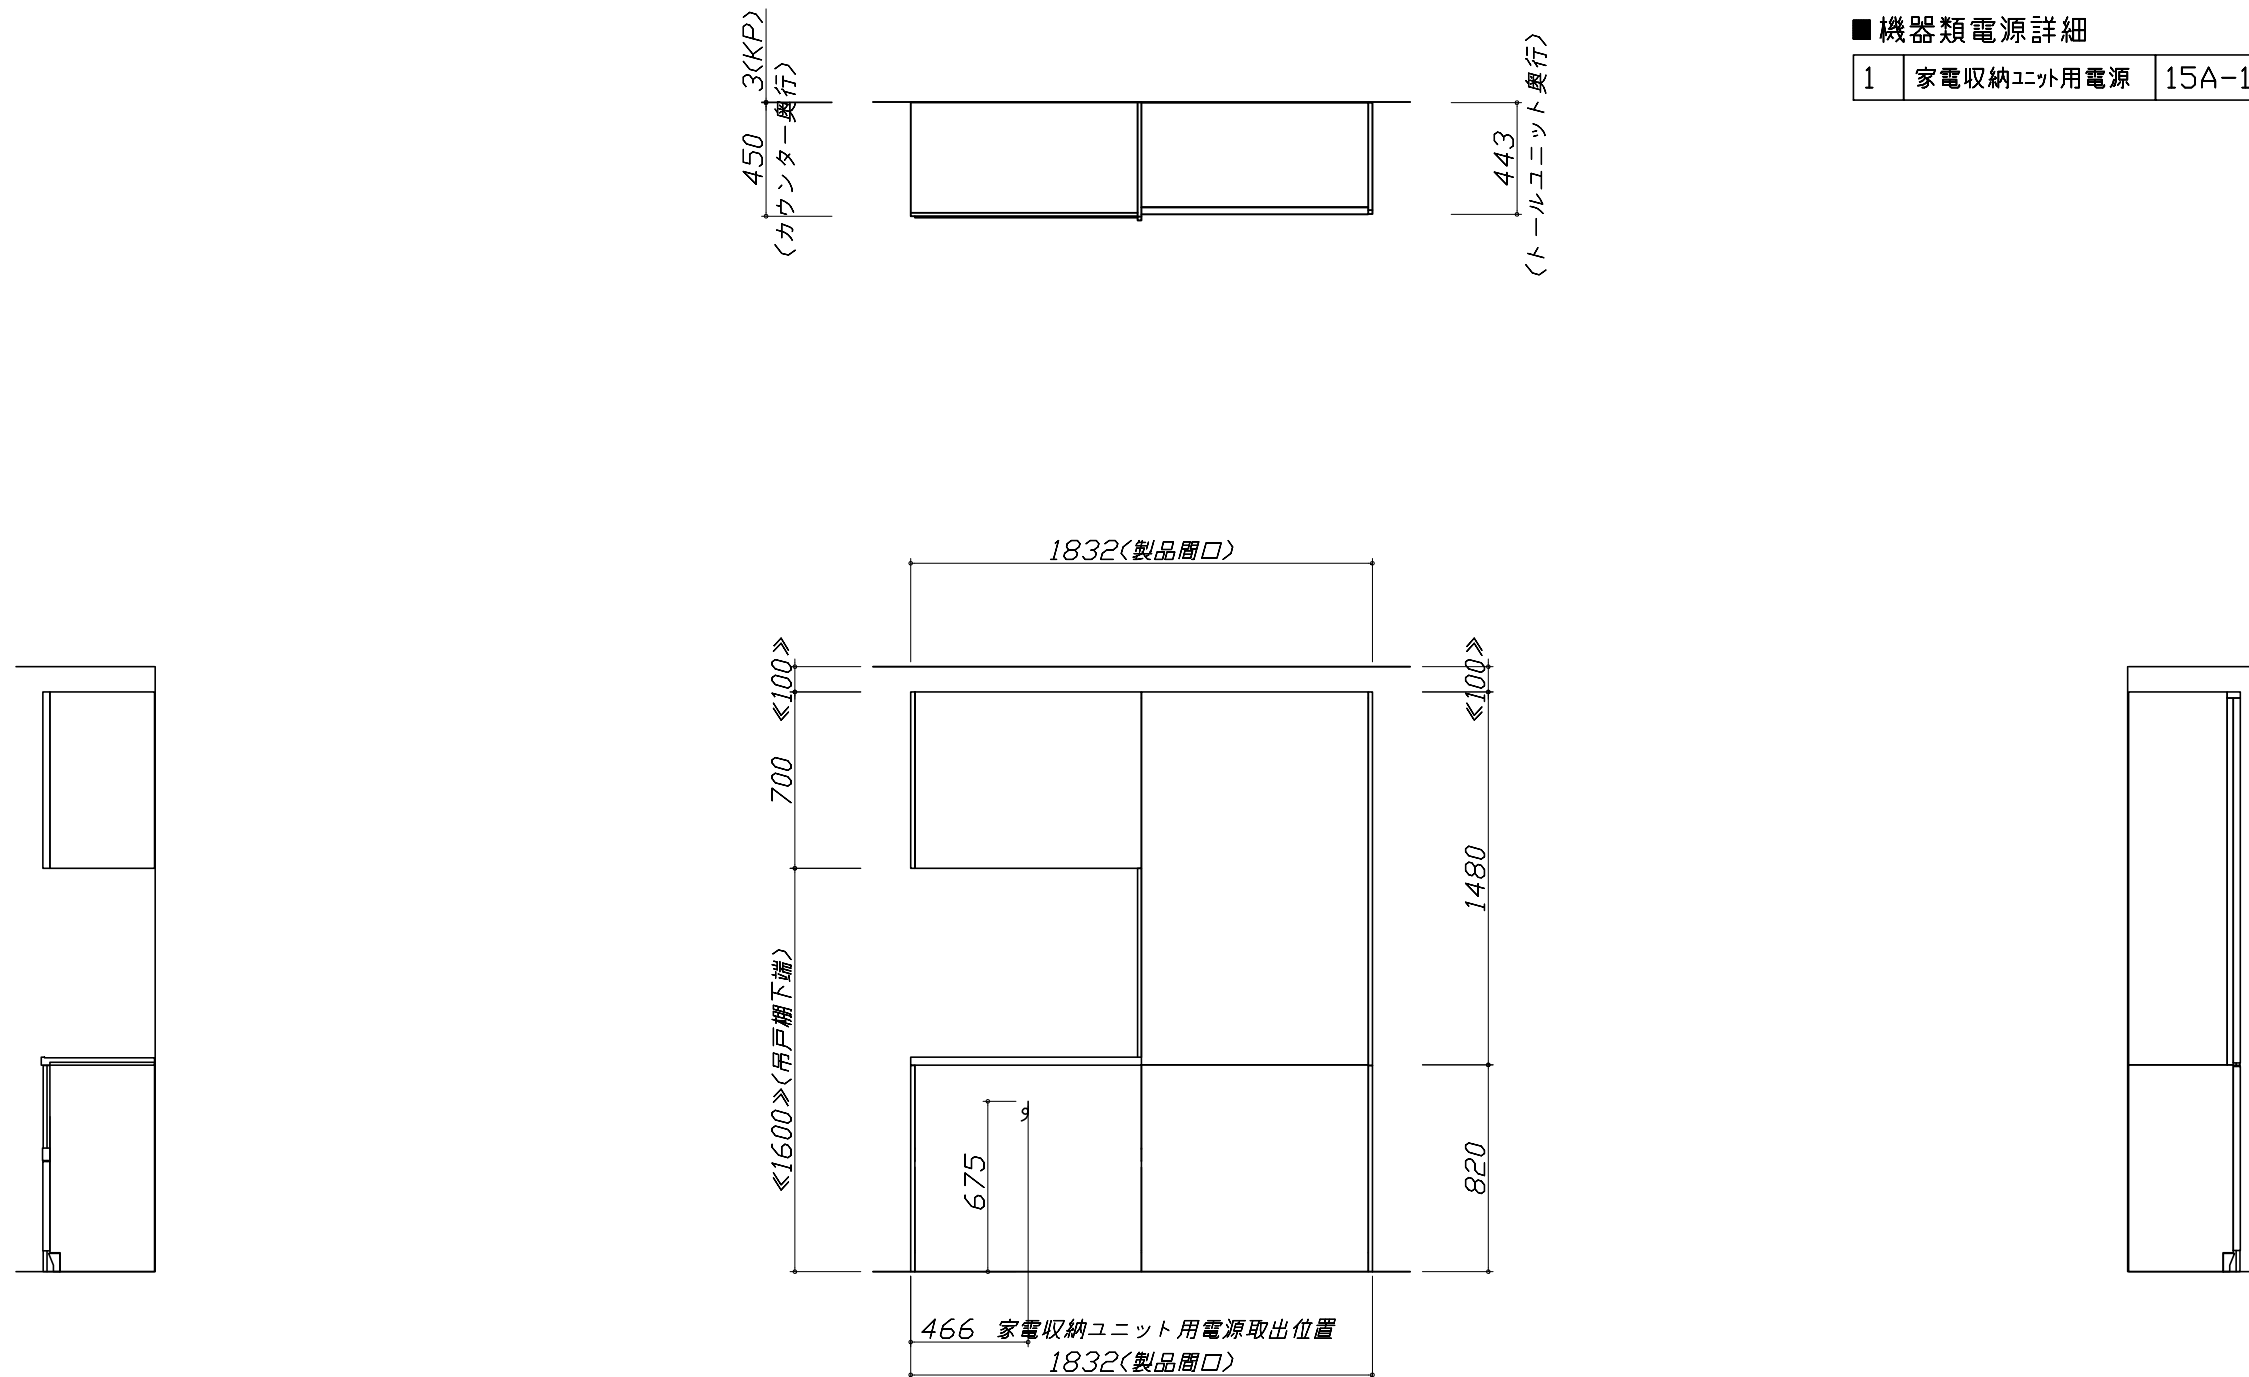 ■機器類電源詳細
1 家電収納ユニット用電源 15A-1
3(KP)
450
(カウンター奥行)
443
(トールユニット奥行)
1832(製品間口)
≪100≫
700
≪1600≫(吊戸棚下端)
≪100≫
1480
820
675
466 家電収納ユニット用電源取出位置
1832(製品間口)